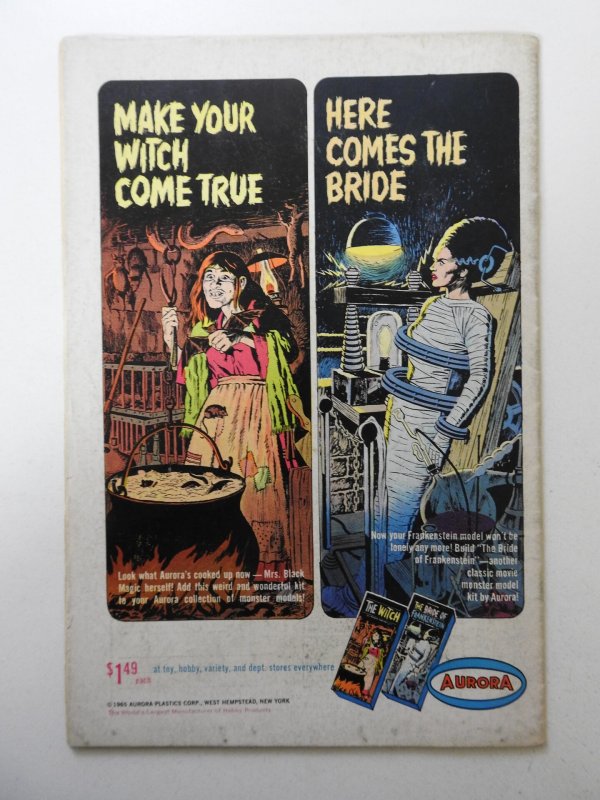 MAKE YOUR
WITCH
COME TRUE
HERE
COMES THE
BRIDE
Look what Aurora's cooked up now — Mrs. Black
Magic herself! Add this weird and wonderful kit
to your Aurora collection of monster models!
Now your Frankenstein model won't be
lonely any more! Build "The Bride
of Frankenstein"—another
classic movie
monster model
kit by Aurora!
THE WITCH
THE BRIDE OF
FRANKENSTEIN
$1.49
each
at toy, hobby, variety, and dept. stores everywhere
AURORA
© 1965 AURORA PLASTICS CORP., WEST HEMPSTEAD, NEW YORK
The World's Largest Manufacturer of Hobby Products